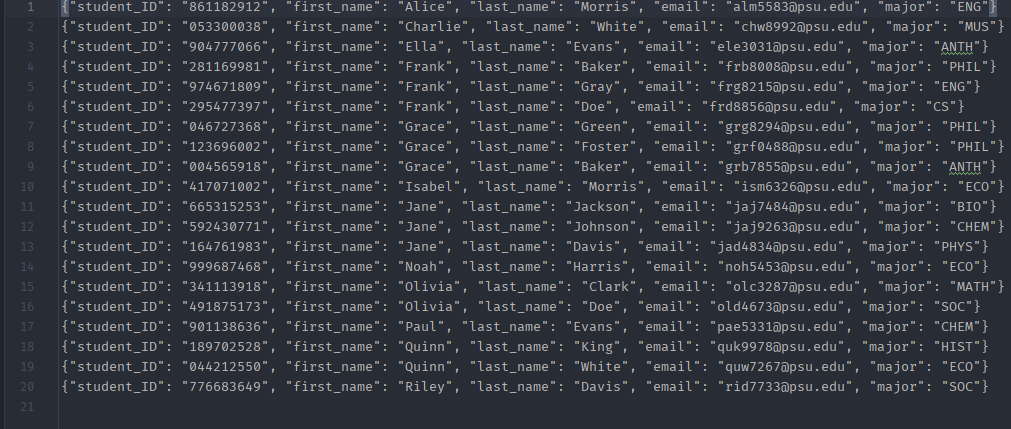 1 {"student_ID": "861182912", "first_name": "Alice", "last_name": "Morris", "email": "alm5583@psu.edu", "major": "ENG"}
2 {"student_ID": "053300038", "first_name": "Charlie", "last_name": "White", "email": "chw8992@psu.edu", "major": "MUS"}
3 {"student_ID": "904777066", "first_name": "Ella", "last_name": "Evans", "email": "ele3031@psu.edu", "major": "ANTH"}
4 {"student_ID": "281169981", "first_name": "Frank", "last_name": "Baker", "email": "frb8008@psu.edu", "major": "PHIL"}
5 {"student_ID": "974671809", "first_name": "Frank", "last_name": "Gray", "email": "frg8215@psu.edu", "major": "ENG"}
6 {"student_ID": "295477397", "first_name": "Frank", "last_name": "Doe", "email": "frd8856@psu.edu", "major": "CS"}
7 {"student_ID": "046727368", "first_name": "Grace", "last_name": "Green", "email": "grg8294@psu.edu", "major": "PHIL"}
8 {"student_ID": "123696002", "first_name": "Grace", "last_name": "Foster", "email": "grf0488@psu.edu", "major": "PHIL"}
9 {"student_ID": "004565918", "first_name": "Grace", "last_name": "Baker", "email": "grb7855@psu.edu", "major": "ANTH"}
10 {"student_ID": "417071002", "first_name": "Isabel", "last_name": "Morris", "email": "ism6326@psu.edu", "major": "ECO"}
11 {"student_ID": "665315253", "first_name": "Jane", "last_name": "Jackson", "email": "jaj7484@psu.edu", "major": "BIO"}
12 {"student_ID": "592430771", "first_name": "Jane", "last_name": "Johnson", "email": "jaj9263@psu.edu", "major": "CHEM"}
13 {"student_ID": "164761983", "first_name": "Jane", "last_name": "Davis", "email": "jad4834@psu.edu", "major": "PHYS"}
14 {"student_ID": "999687468", "first_name": "Noah", "last_name": "Harris", "email": "noh5453@psu.edu", "major": "ECO"}
15 {"student_ID": "341113918", "first_name": "Olivia", "last_name": "Clark", "email": "olc3287@psu.edu", "major": "MATH"}
16 {"student_ID": "491875173", "first_name": "Olivia", "last_name": "Doe", "email": "old4673@psu.edu", "major": "SOC"}
17 {"student_ID": "901138636", "first_name": "Paul", "last_name": "Evans", "email": "pae5331@psu.edu", "major": "CHEM"}
18 {"student_ID": "189702528", "first_name": "Quinn", "last_name": "King", "email": "quk9978@psu.edu", "major": "HIST"}
19 {"student_ID": "044212550", "first_name": "Quinn", "last_name": "White", "email": "quw7267@psu.edu", "major": "ECO"}
20 {"student_ID": "776683649", "first_name": "Riley", "last_name": "Davis", "email": "rid7733@psu.edu", "major": "SOC"}
21